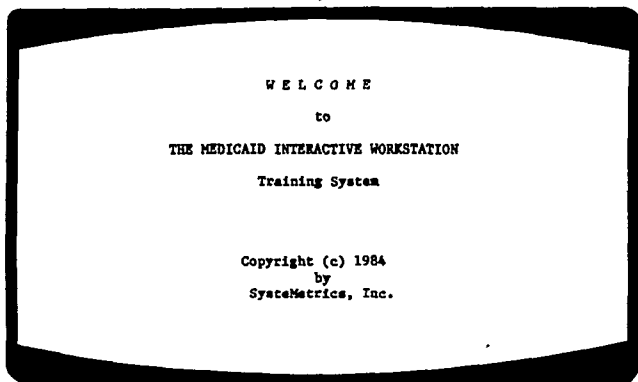 W E L C O M E
to
THE MEDICAID INTERACTIVE WORKSTATION
Training System
Copyright (c) 1984
by
SysteMetrics, Inc.